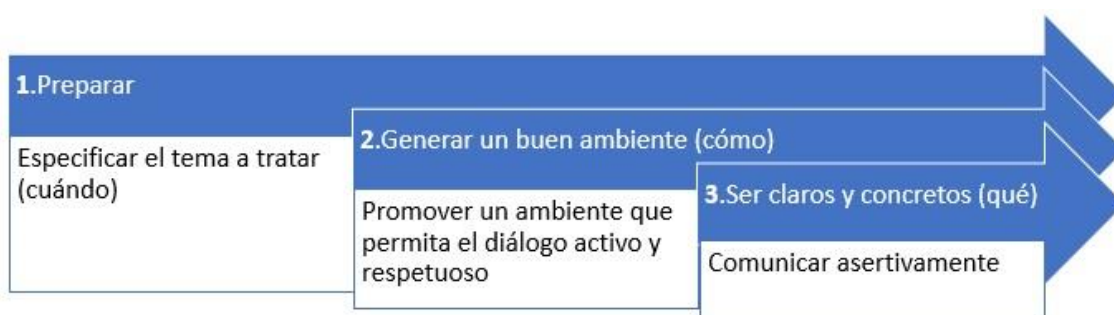 1.Preparar
Especificar el tema a tratar
(cuándo)
2.Generar un buen ambiente (cómo)
Promover un ambiente que
permita el diálogo activo y
respetuoso
3.Ser claros y concretos (qué)
Comunicar asertivamente